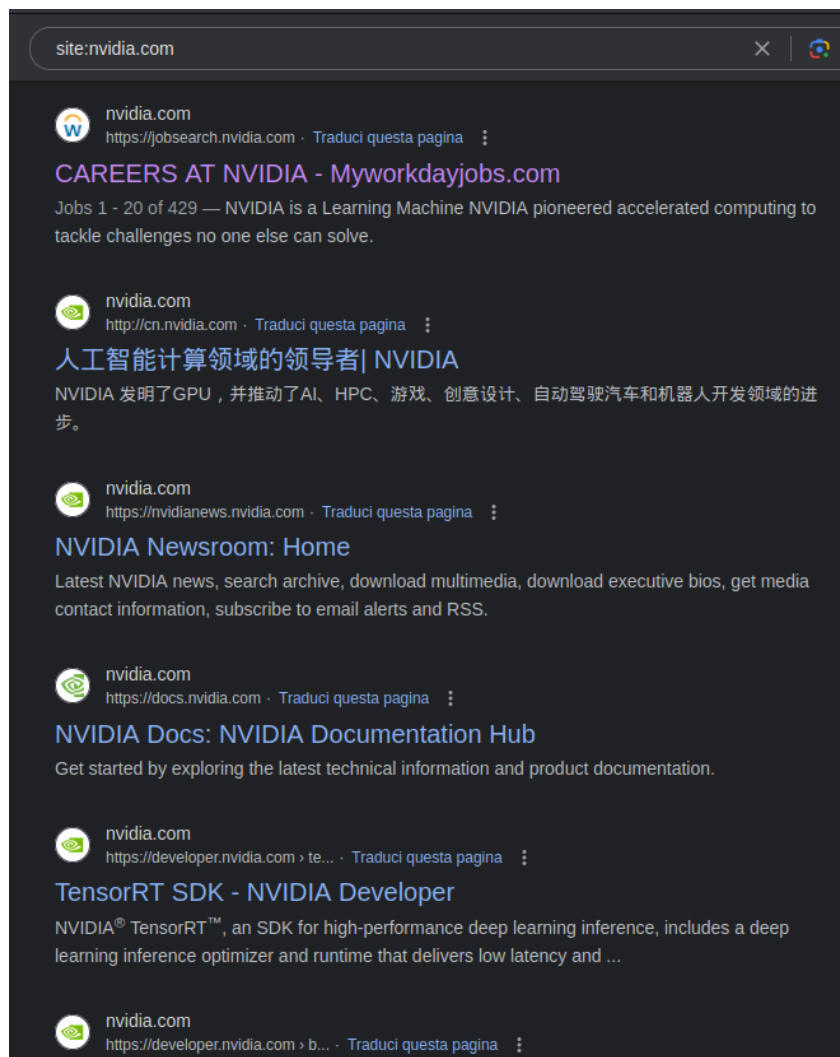 site:nvidia.com
nvidia.com
https://jobsearch.nvidia.com · Traduci questa pagina
CAREERS AT NVIDIA - Myworkdayjobs.com
Jobs 1 - 20 of 429 — NVIDIA is a Learning Machine NVIDIA pioneered accelerated computing to
tackle challenges no one else can solve.
nvidia.com
http://cn.nvidia.com · Traduci questa pagina
人工智能计算领域的领导者| NVIDIA
NVIDIA 发明了GPU，并推动了AI、HPC、游戏、创意设计、自动驾驶汽车和机器人开发领域的进
步。
nvidia.com
https://nvidianews.nvidia.com · Traduci questa pagina
NVIDIA Newsroom: Home
Latest NVIDIA news, search archive, download multimedia, download executive bios, get media
contact information, subscribe to email alerts and RSS.
nvidia.com
https://docs.nvidia.com · Traduci questa pagina
NVIDIA Docs: NVIDIA Documentation Hub
Get started by exploring the latest technical information and product documentation.
nvidia.com
https://developer.nvidia.com › te... · Traduci questa pagina
TensorRT SDK - NVIDIA Developer
NVIDIA® TensorRT™, an SDK for high-performance deep learning inference, includes a deep
learning inference optimizer and runtime that delivers low latency and ...
nvidia.com
https://developer.nvidia.com › b... · Traduci questa pagina